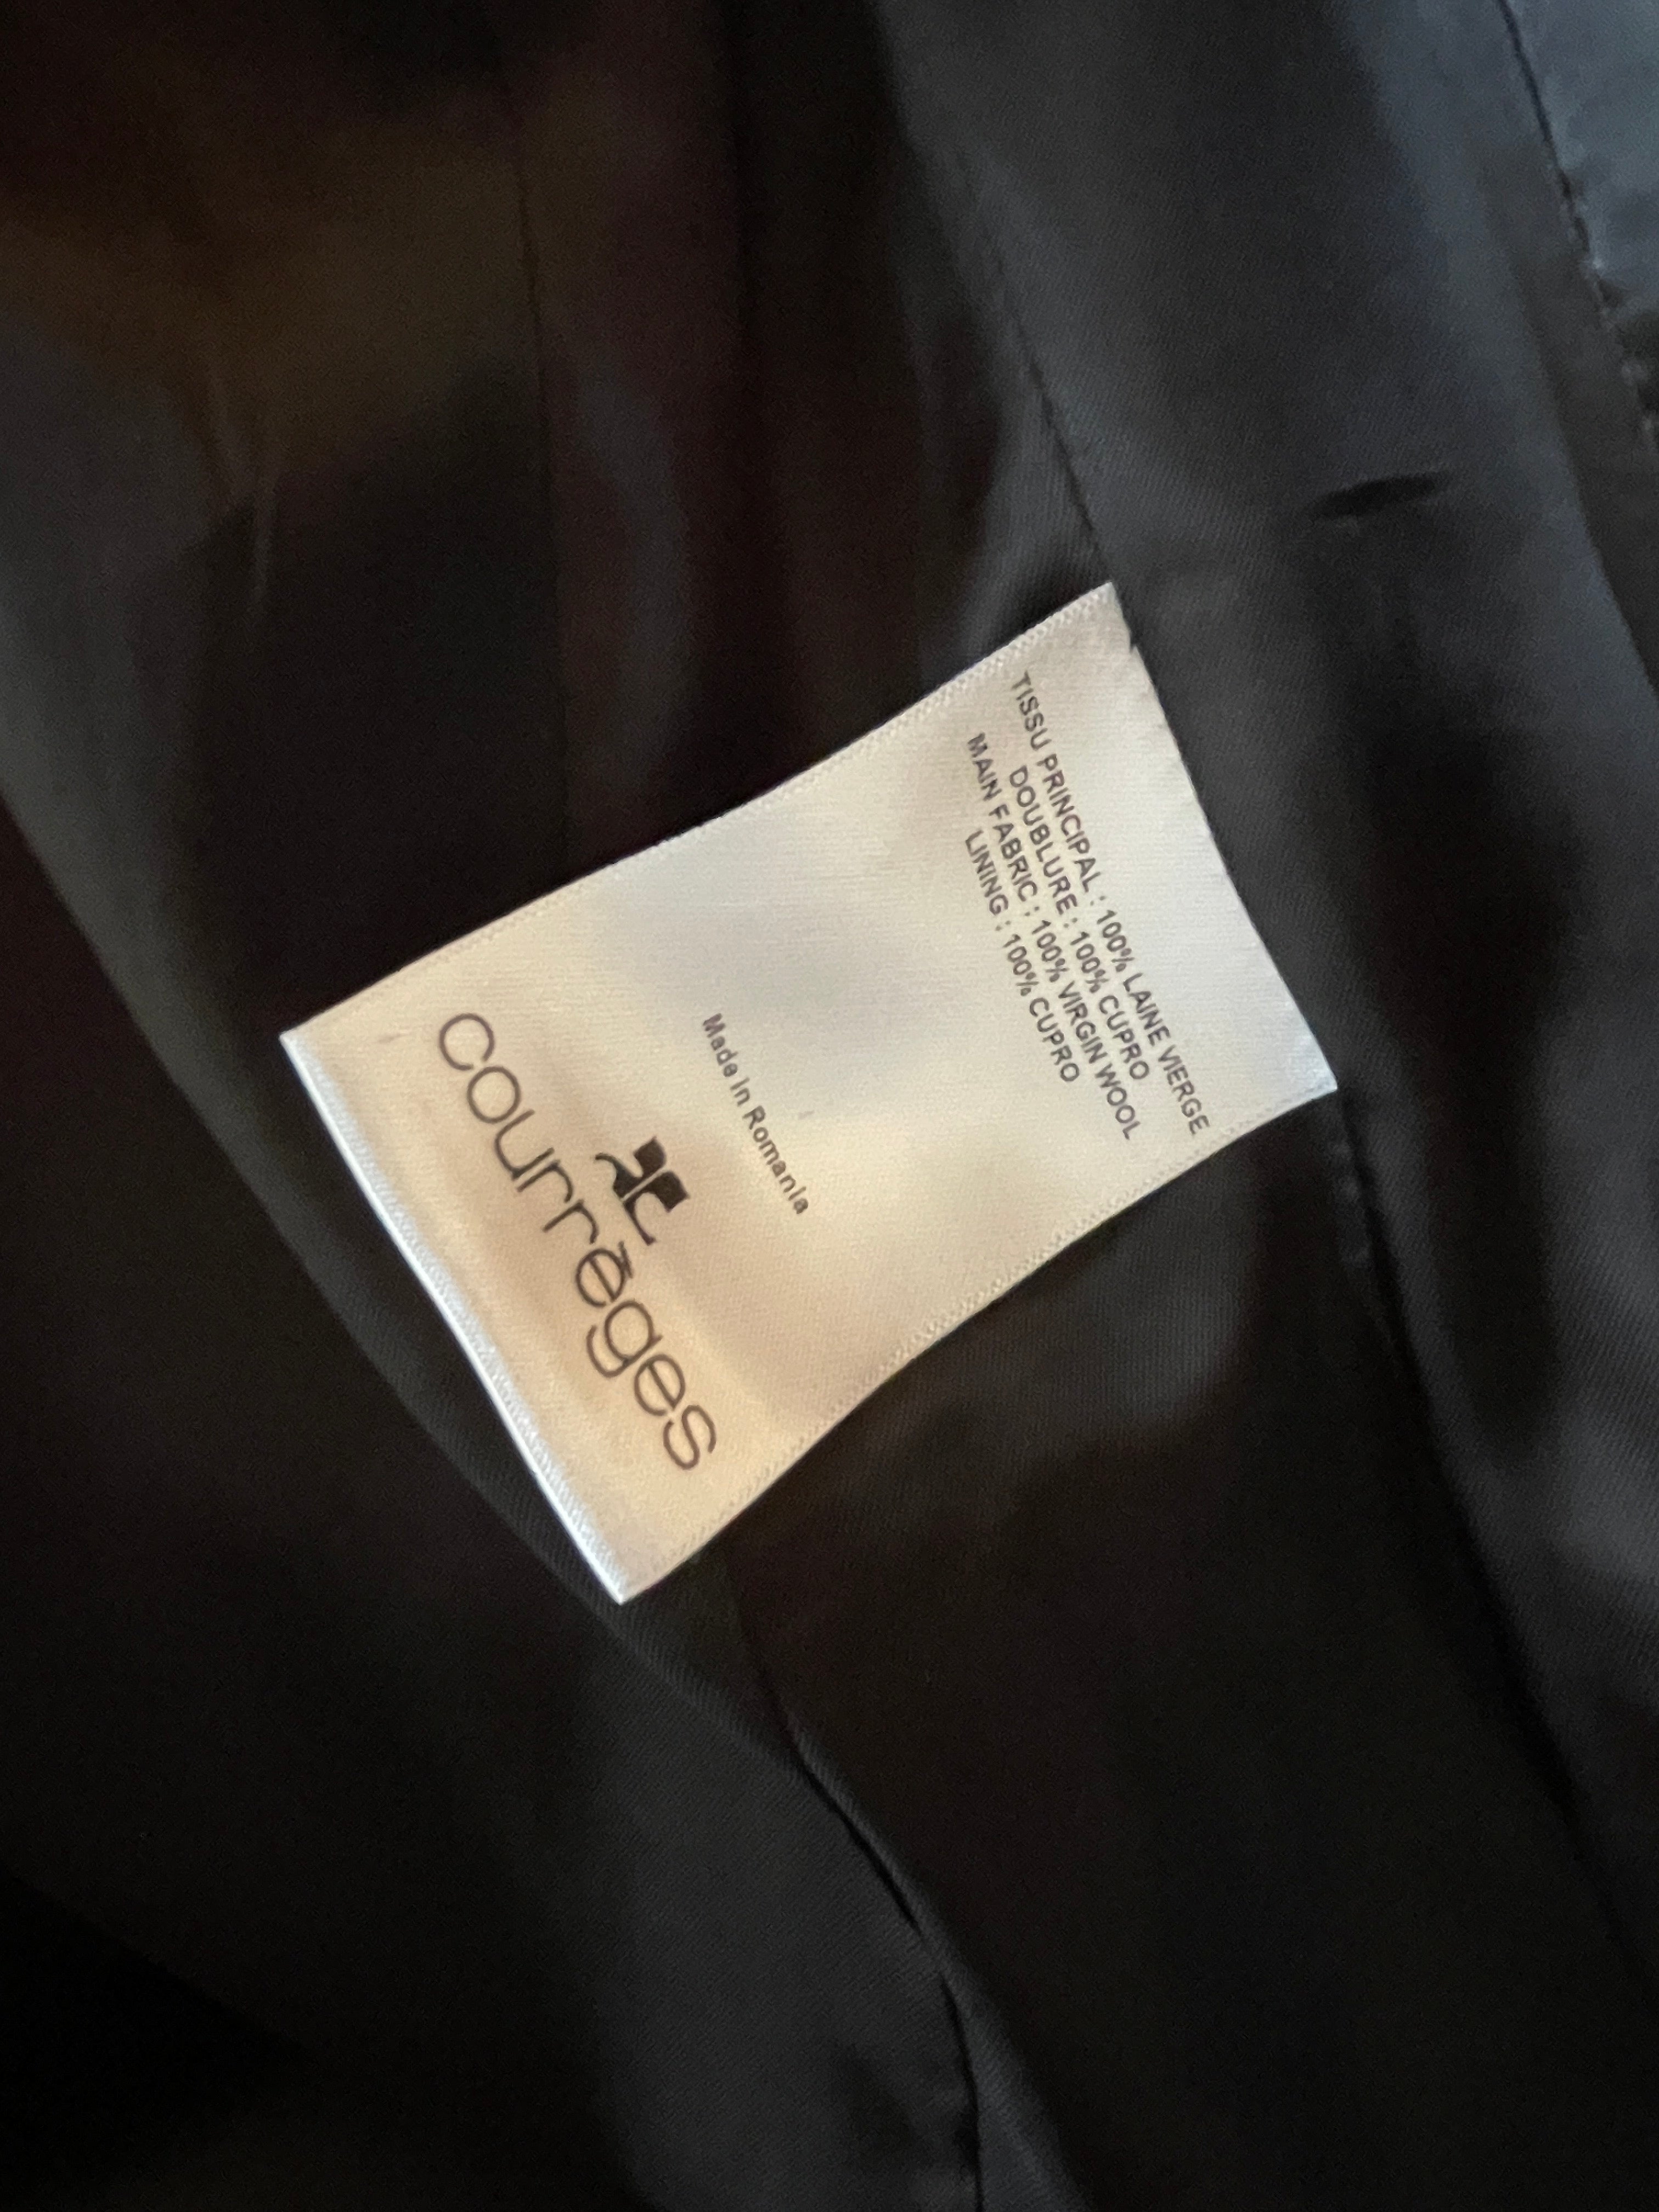 TISSU PRINCIPAL : 100% LAINE VIERGE
DOUBLURE : 100% CUPRO
MAIN FABRIC : 100% VIRGIN WOOL
LINING : 100% CUPRO
Made in Romania
courrèges